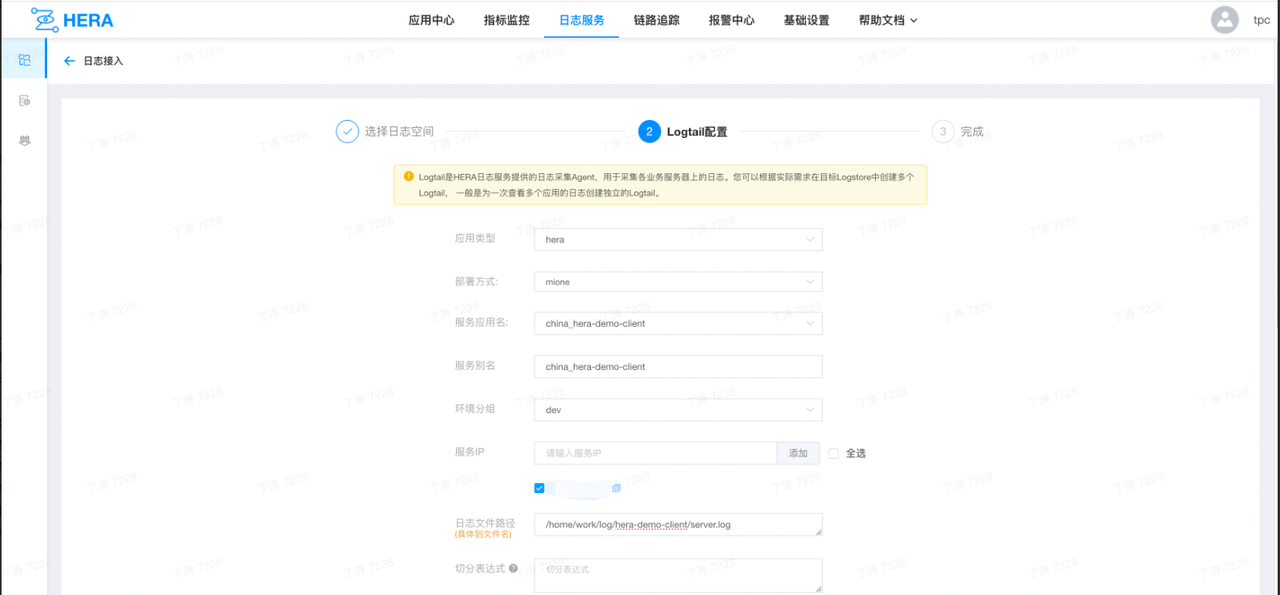 HERA
应用中心 指标监控 日志服务 链路追踪 报警中心 基础设置 帮助文档
tpc
日志接入
选择日志空间
2 Logtail配置
3 完成
Logtail是HERA日志服务提供的日志采集Agent，用于采集各业务服务器上的日志。您可以根据实际需求在目标Logstore中创建多个
Logtail， 一般是为一次查看多个应用的日志创建独立的Logtail。
应用类型 hera
部署方式: mione
服务应用名: china_hera-demo-client
服务别名 china_hera-demo-client
环境分组 dev
服务IP 请输入服务IP 添加 全选
日志文件路径 /home/work/log/hera-demo-client/server.log
(具体到文件名)
切分表达式 切分表达式
丁涛 7228